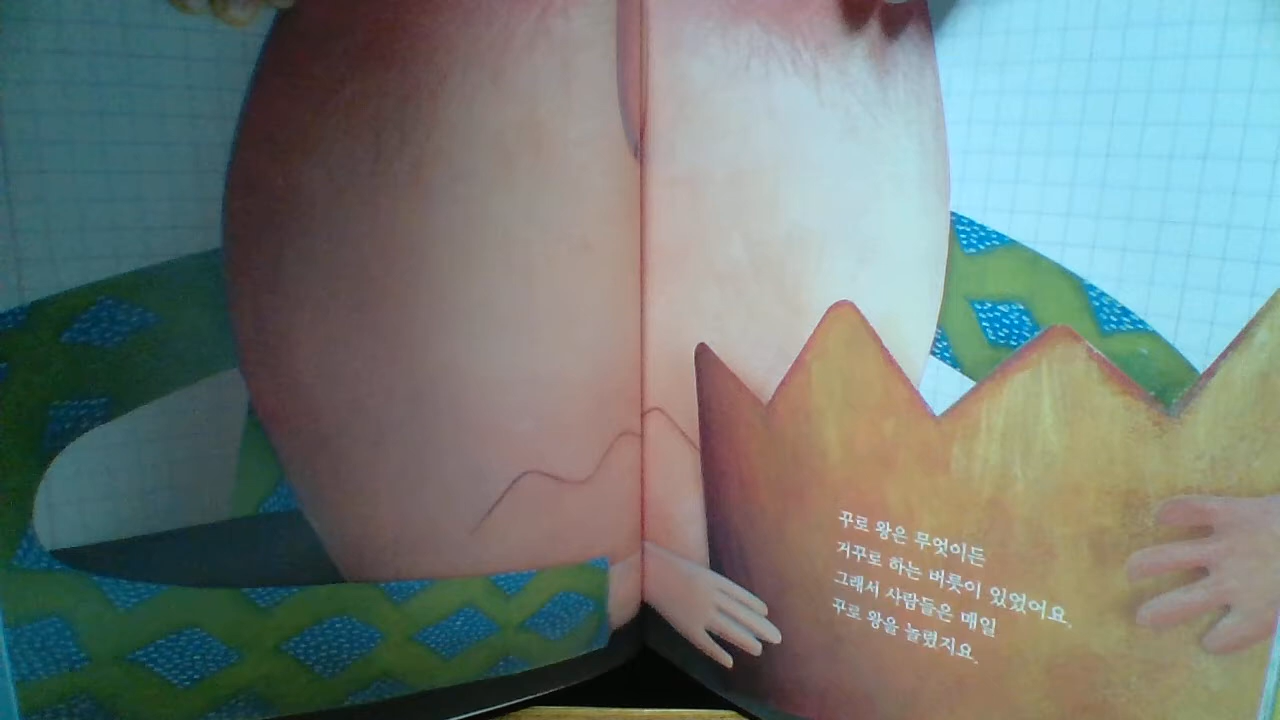 꾸로 왕은 무엇이든
거꾸로 하는 버릇이 있었어요.
그래서 사람들은 매일
꾸로 왕을 놀렸지요.